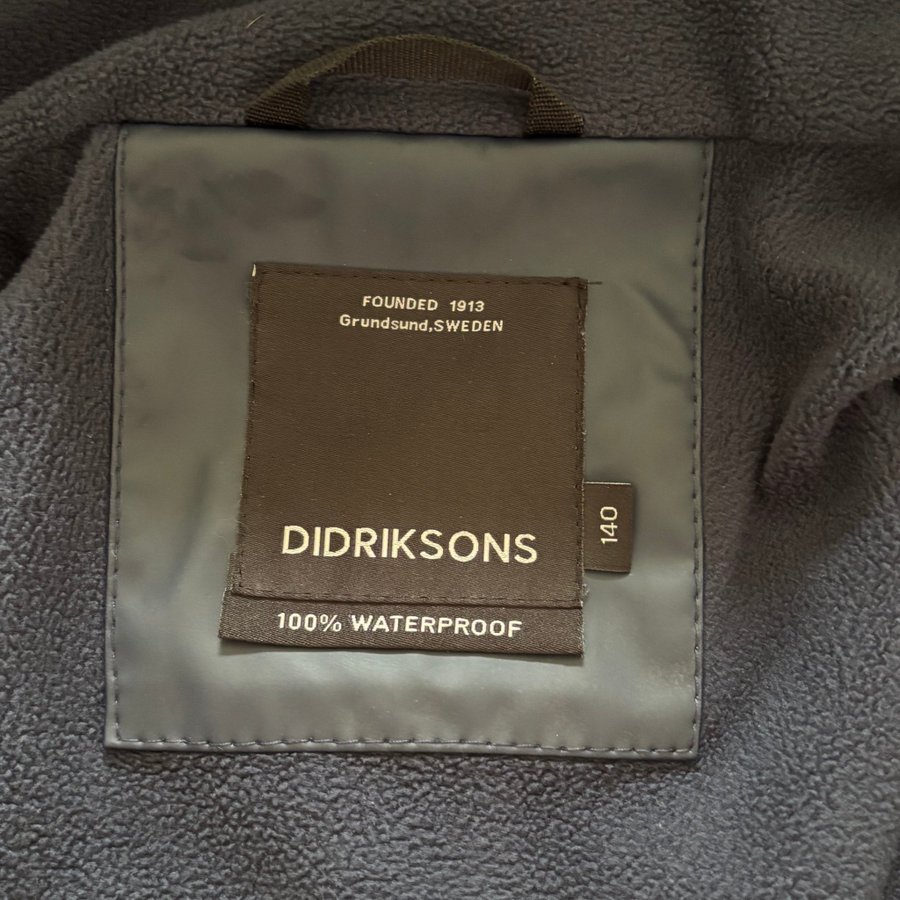 FOUNDED 1913
Grundsund,SWEDEN
DIDRIKSONS
140
100% WATERPROOF